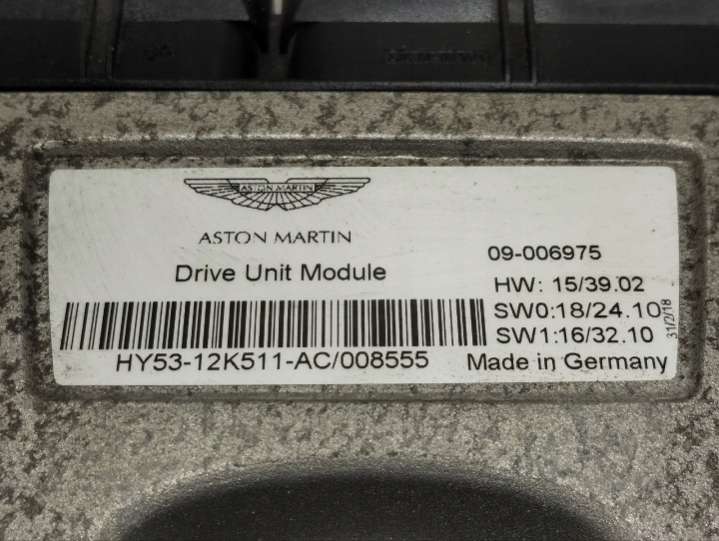 ASTON MARTIN
ASTON MARTIN
Drive Unit Module
09-006975
HW: 15/39.02
SW0:18/24.10
SW1:16/32.10
31/2/18
HY53-12K511-AC/008555
Made in Germany